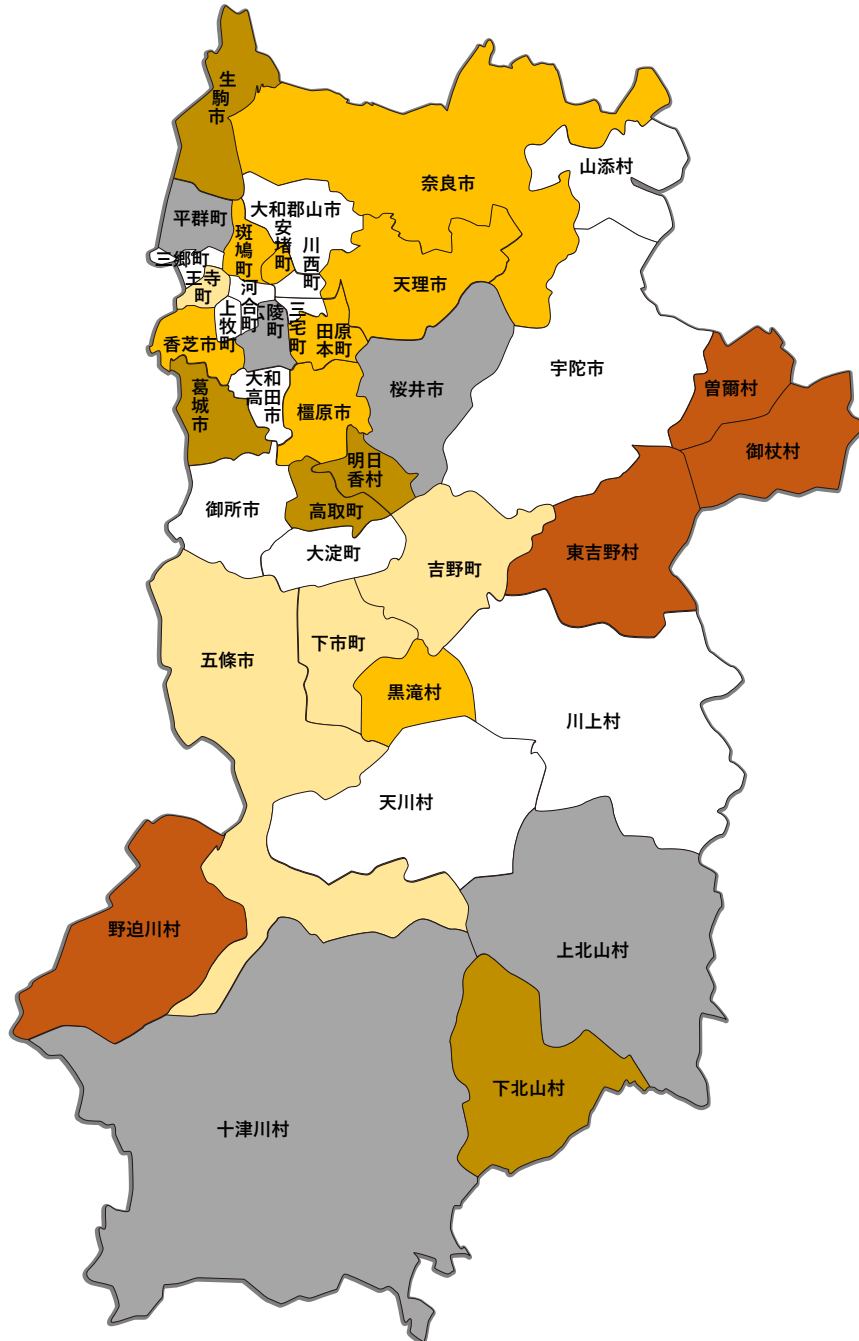 生駒市
奈良市
山添村
平群町
大和郡山市
斑鳩町
安堵町
川西町
三郷町
王寺町
天理市
河合町
上牧町
広陵町
三宅町
田原本町
香芝市
宇陀市
曽爾村
桜井市
葛城市
大和高田市
橿原市
御杖村
明日香村
御所市
高取町
大淀町
東吉野村
吉野町
下市町
五條市
黒滝村
川上村
天川村
野迫川村
上北山村
下北山村
十津川村